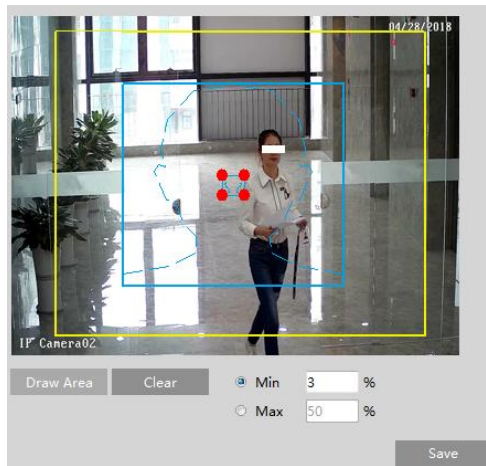 04/28/2018
IP Camera02
Draw Area
Clear
Min 3 %
Max 50 %
Save